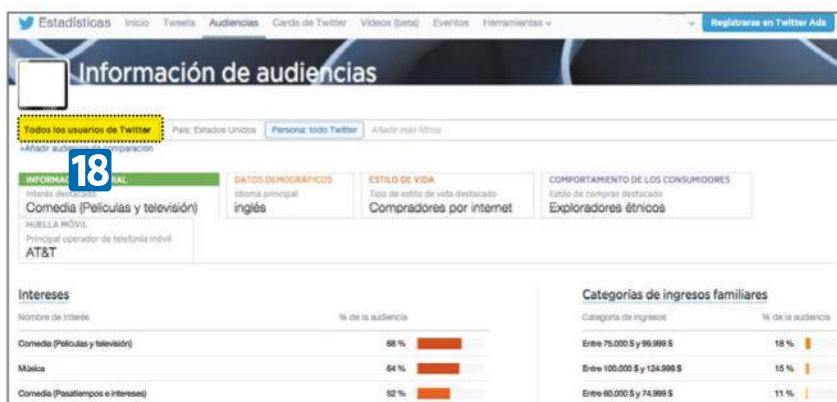 Estadísticas Inicio Tweets Audiencias Cards de Twitter Vídeos (beta) Eventos Herramientas Registrarse en Twitter Ads
Información de audiencias
Todos los usuarios de Twitter País: Estados Unidos Persona: todo Twitter Añadir más filtros
+Añadir audiencia de comparación
18
DATOS DEMOGRÁFICOS ESTILO DE VIDA COMPORTAMIENTO DE LOS CONSUMIDORES
Interés destacado Idioma principal Tipo de estilo de vida destacado Estilo de compras destacado
Comedia (Películas y televisión) inglés Compradores por internet Exploradores étnicos
HUELLA MÓVIL
Principal operador de telefonía móvil
AT&T
Intereses Categorías de ingresos familiares
Nombre de interés % de la audiencia Categoría de ingresos % de la audiencia
Comedia (Películas y televisión) 68 % Entre 75.000 $ y 99.999 $ 18 %
Música 64 % Entre 100.000 $ y 124.999 $ 15 %
Comedia (Pasatiempos e intereses) 52 % Entre 60.000 $ y 74.999 $ 11 %